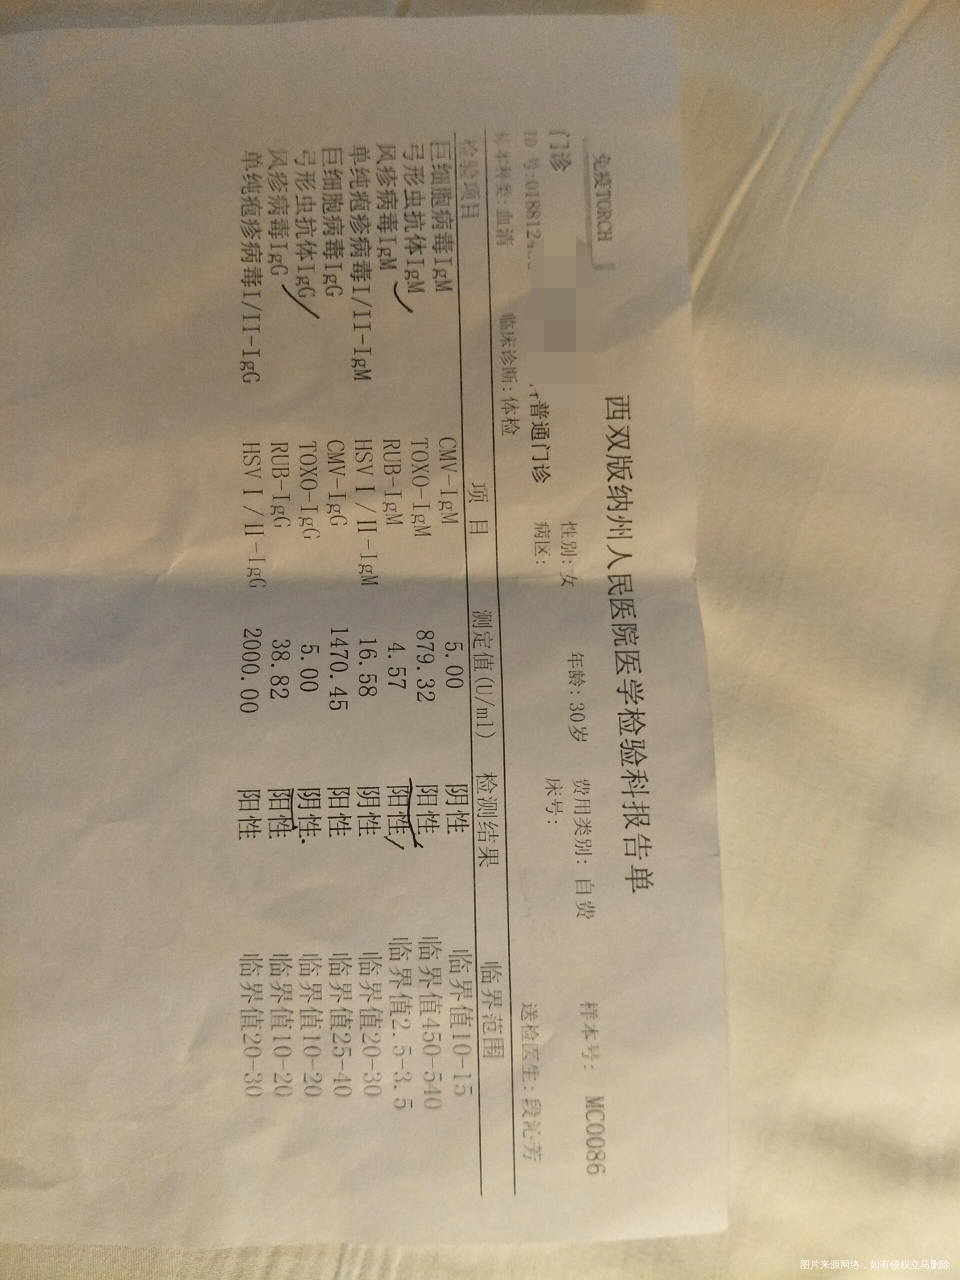 西双版纳州人民医院医学检验科报告单
免疫TORCH
性别: 女 年龄: 30岁 费用类别: 自费 样本号: MC0086
门诊 普通门诊 病区: 床号: 送检医生:
ID 号:0188124
标本种类: 血清 临床诊断: 体检
检验项目 项 目 测定值(U/ml) 检测结果 临界范围
巨细胞病毒IgM CMV-IgM 5.00 阴性 临界值10-15
弓形虫抗体IgM TOXO-IgM 879.32 阳性 临界值450-540
风疹病毒IgM RUB-IgM 4.57 阳性 临界值2.5-3.5
单纯疱疹病毒I/II-IgM HSVⅠ/Ⅱ-IgM 16.58 阴性 临界值20-30
巨细胞病毒IgG CMV-IgG 1470.45 阳性 临界值25-40
弓形虫抗体IgG TOXO-IgG 5.00 阴性 临界值10-20
风疹病毒IgG RUB-IgG 38.82 阳性 临界值10-20
单纯疱疹病毒I/II-IgG HSVⅠ/Ⅱ-IgG 2000.00 阳性 临界值20-30
图片来源网络，如有侵权立马删除